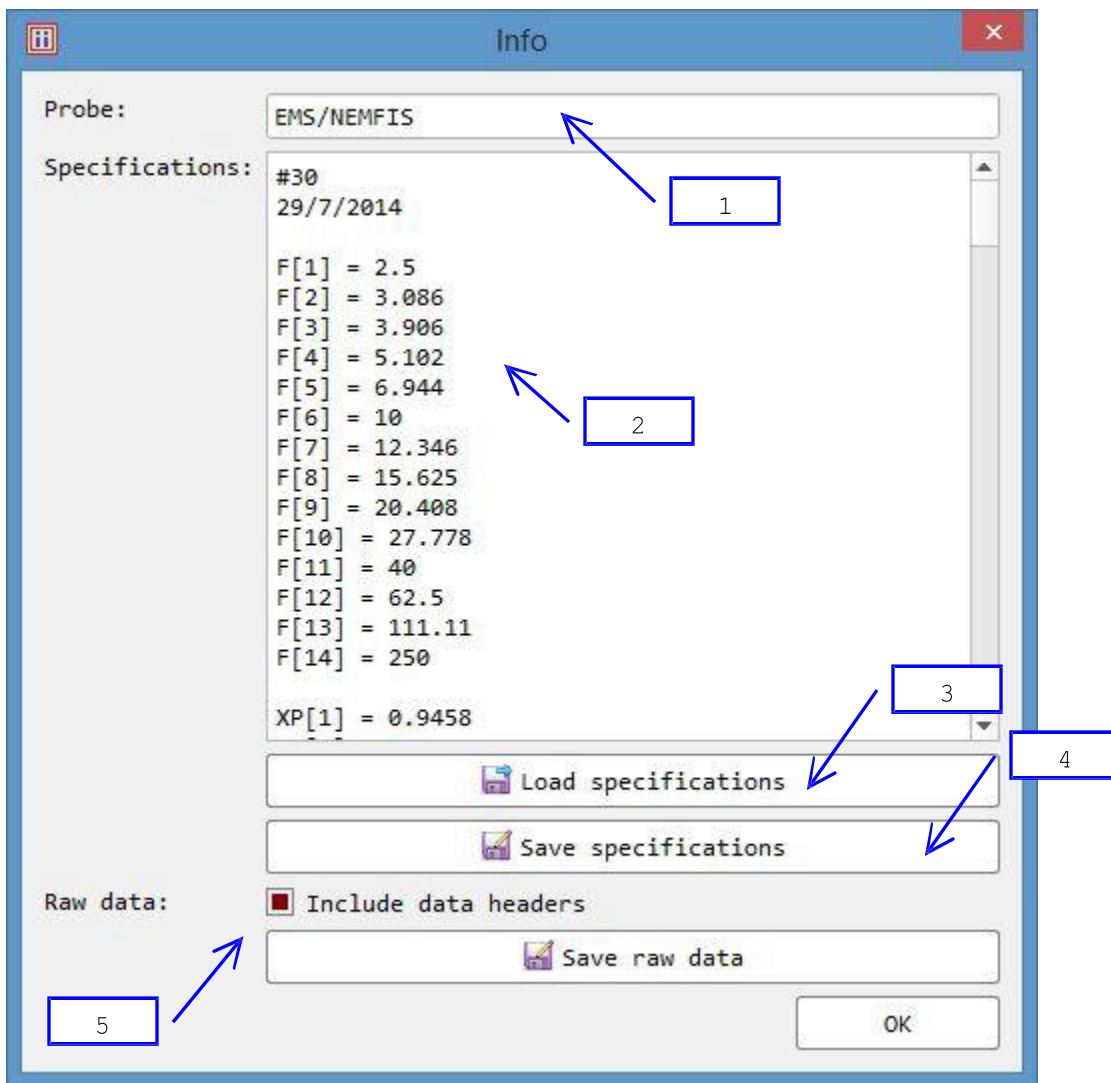 Info
Probe:
EMS/NEMFIS
Specifications:
#30
29/7/2014
F[1] = 2.5
F[2] = 3.086
F[3] = 3.906
F[4] = 5.102
F[5] = 6.944
F[6] = 10
F[7] = 12.346
F[8] = 15.625
F[9] = 20.408
F[10] = 27.778
F[11] = 40
F[12] = 62.5
F[13] = 111.11
F[14] = 250
XP[1] = 0.9458
1
2
3
4
Load specifications
Save specifications
Raw data:
Include data headers
Save raw data
5
OK